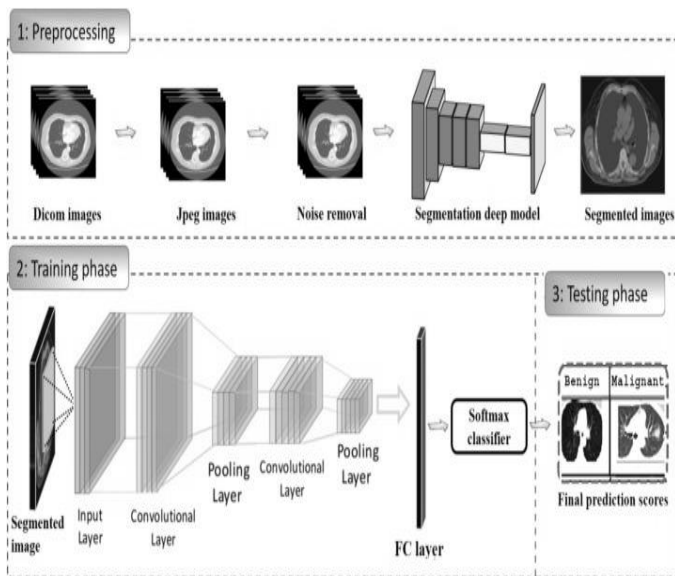 1: Preprocessing
Dicom images
Jpeg images
Noise removal
Segmentation deep model
Segmented images
2: Training phase
3: Testing phase
Segmented
image
Input
Layer
Convolutional
Layer
Pooling
Layer
Convolutional
Layer
Pooling
Layer
FC layer
Softmax
classifier
Benign
Malignant
Final prediction scores